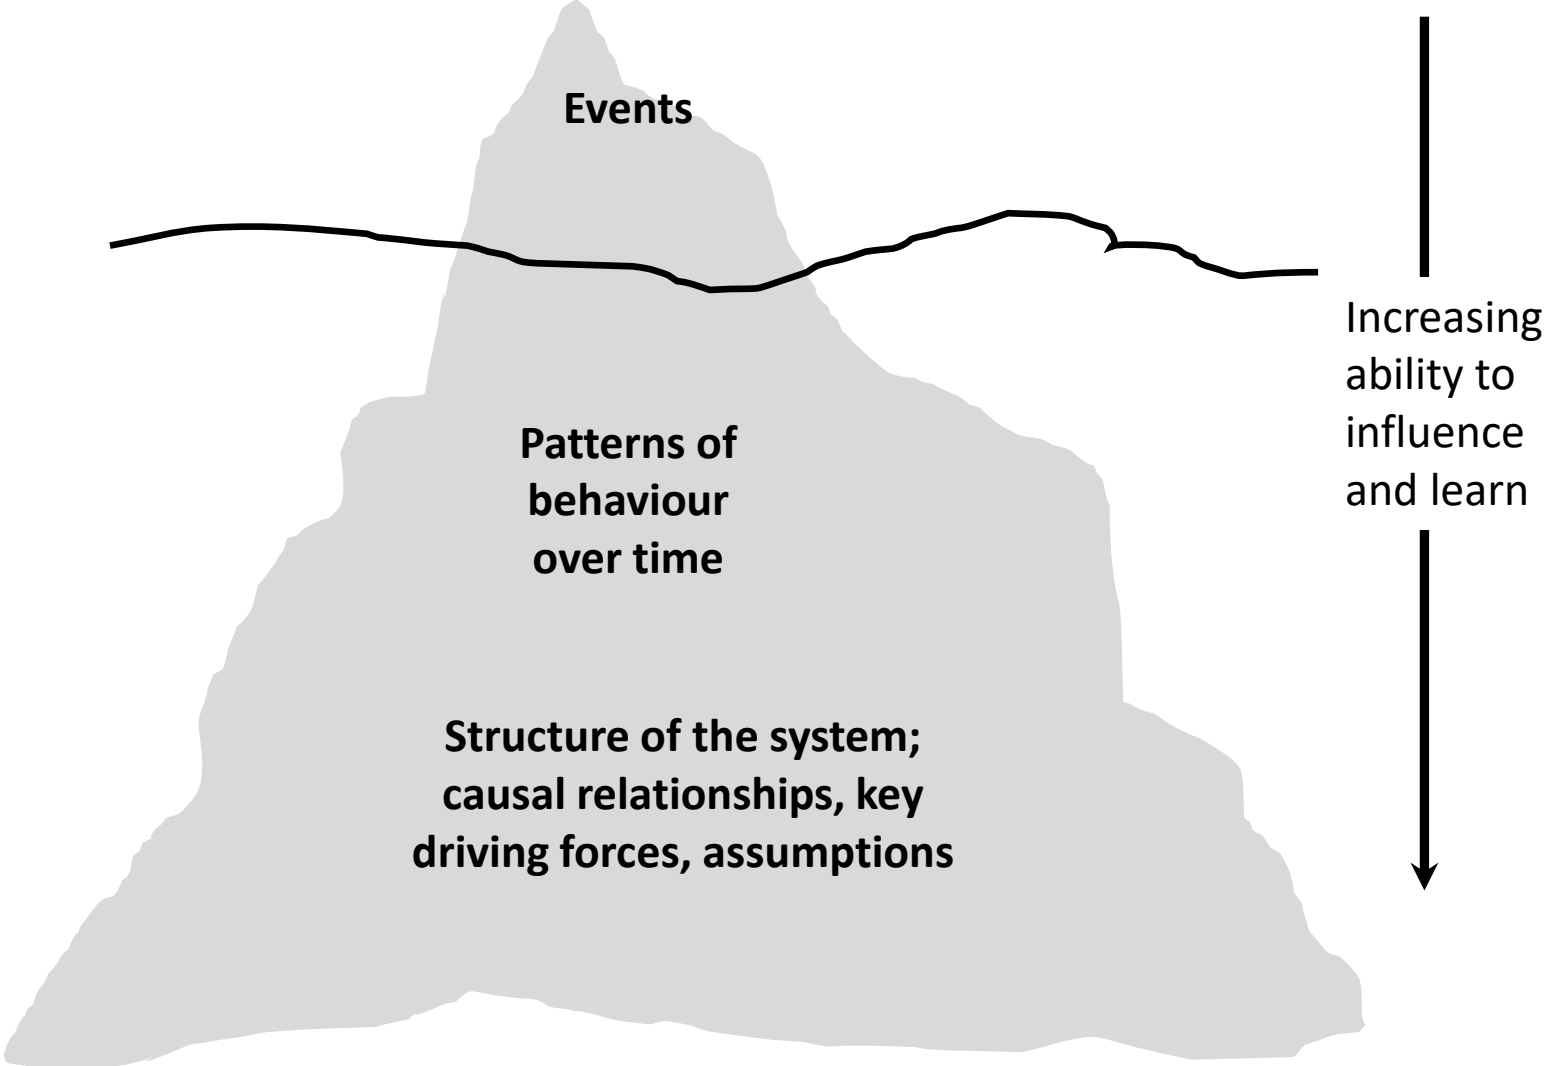 Events
Increasing
ability to
influence
and learn
Patterns of
behaviour
over time
Structure of the system;
causal relationships, key
driving forces, assumptions